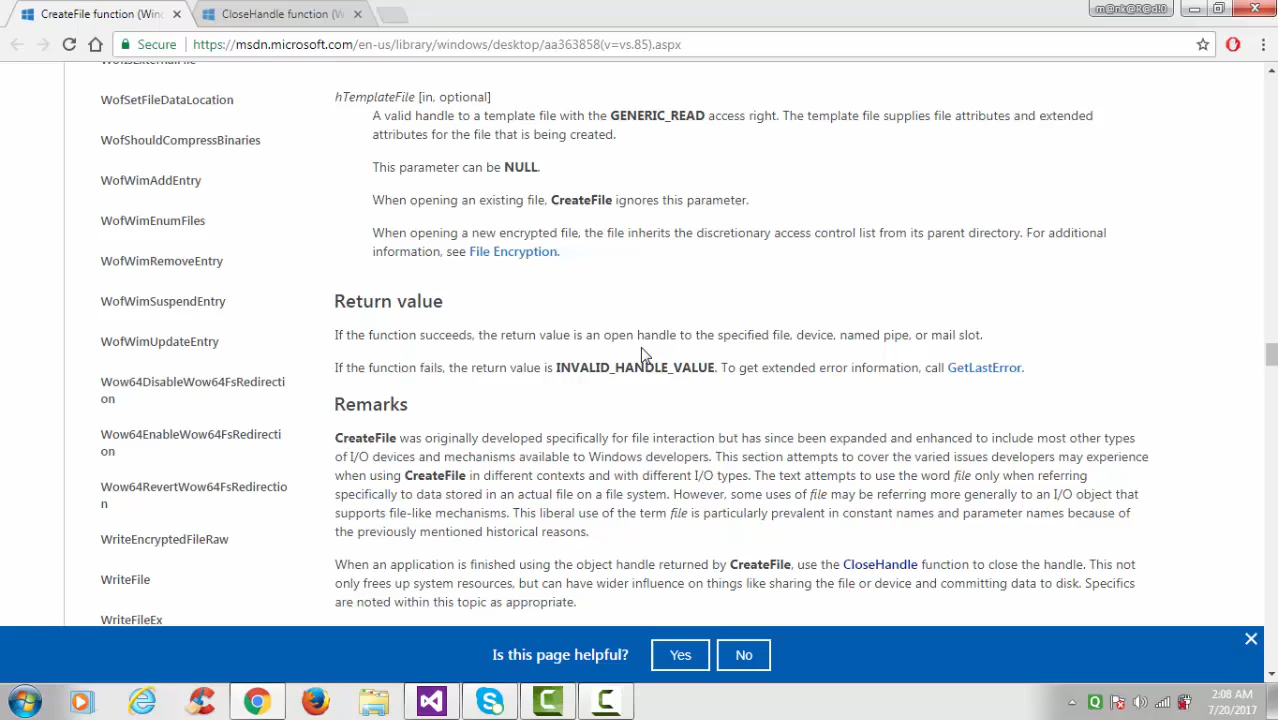 CreateFile function (Wind
CloseHandle function (W
m@nk@R@d!0
Secure
https://msdn.microsoft.com/en-us/library/windows/desktop/aa363858(v=vs.85).aspx
WofIsExternalFile
WofSetFileDataLocation
WofShouldCompressBinaries
WofWimAddEntry
WofWimEnumFiles
WofWimRemoveEntry
WofWimSuspendEntry
WofWimUpdateEntry
Wow64DisableWow64FsRedirecti
on
Wow64EnableWow64FsRedirecti
on
Wow64RevertWow64FsRedirectio
n
WriteEncryptedFileRaw
WriteFile
WriteFileEx
hTemplateFile [in, optional]
A valid handle to a template file with the GENERIC_READ access right. The template file supplies file attributes and extended
attributes for the file that is being created.
This parameter can be NULL.
When opening an existing file, CreateFile ignores this parameter.
When opening a new encrypted file, the file inherits the discretionary access control list from its parent directory. For additional
information, see File Encryption.
Return value
If the function succeeds, the return value is an open handle to the specified file, device, named pipe, or mail slot.
If the function fails, the return value is INVALID_HANDLE_VALUE. To get extended error information, call GetLastError.
Remarks
CreateFile was originally developed specifically for file interaction but has since been expanded and enhanced to include most other types
of I/O devices and mechanisms available to Windows developers. This section attempts to cover the varied issues developers may experience
when using CreateFile in different contexts and with different I/O types. The text attempts to use the word file only when referring
specifically to data stored in an actual file on a file system. However, some uses of file may be referring more generally to an I/O object that
supports file-like mechanisms. This liberal use of the term file is particularly prevalent in constant names and parameter names because of
the previously mentioned historical reasons.
When an application is finished using the object handle returned by CreateFile, use the CloseHandle function to close the handle. This not
only frees up system resources, but can have wider influence on things like sharing the file or device and committing data to disk. Specifics
are noted within this topic as appropriate.
Is this page helpful?
Yes
No
2:08 AM
7/20/2017